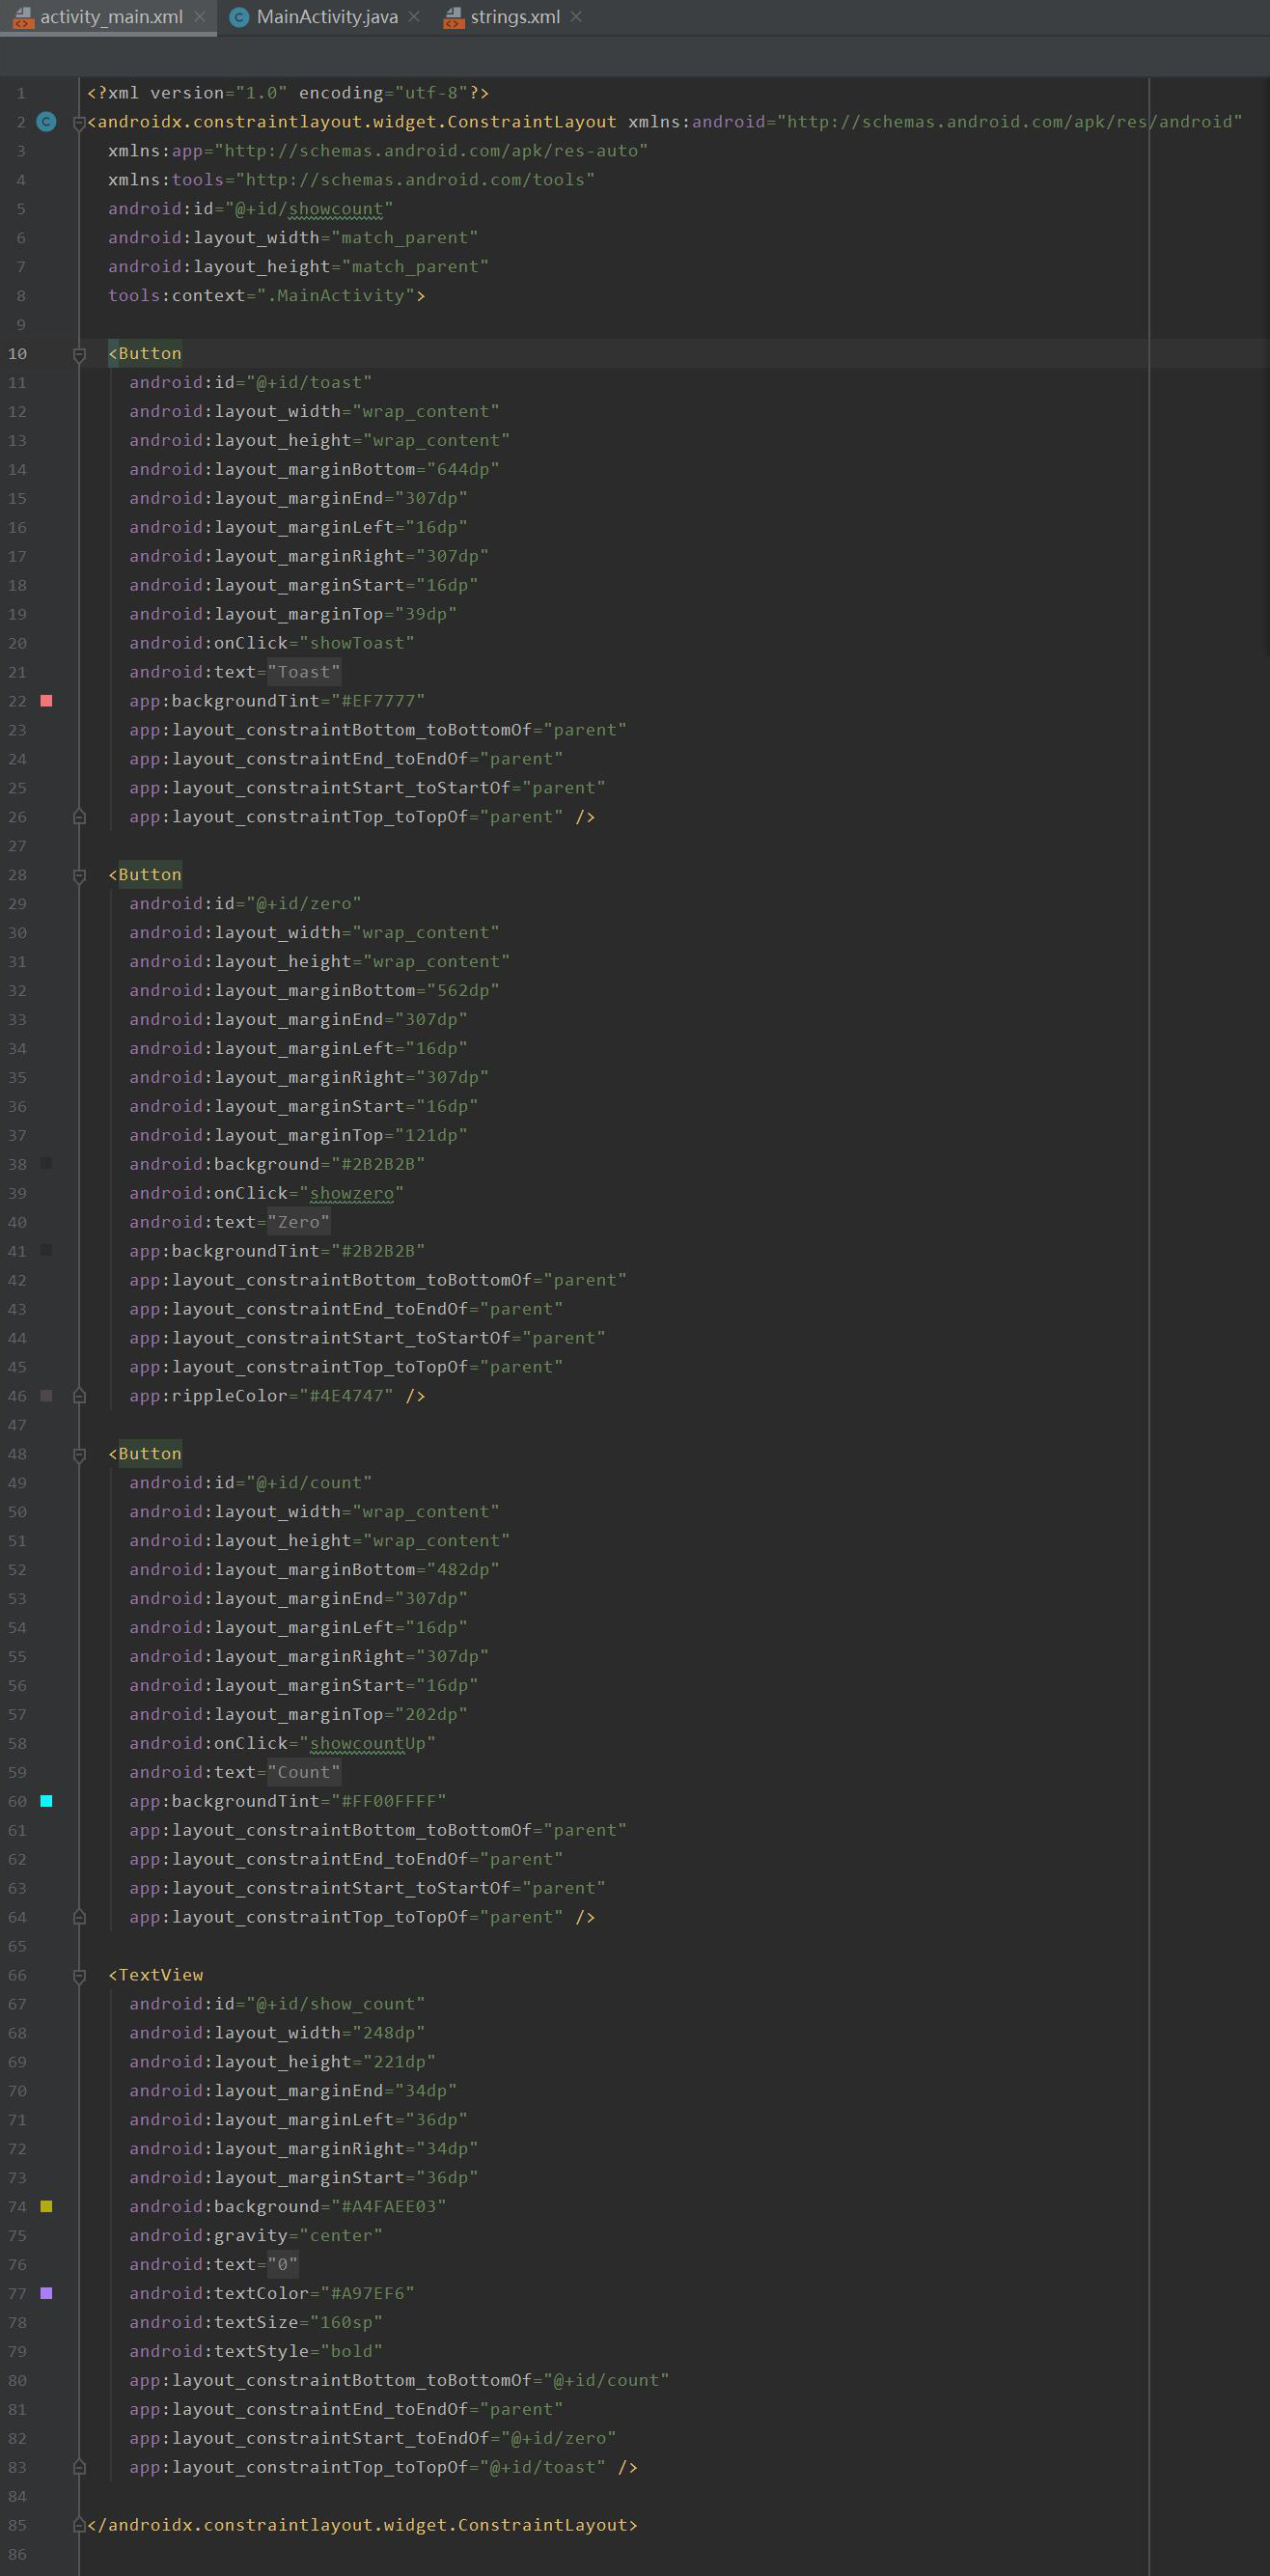 activity_main.xml MainActivity.java strings.xml
1 <?xml version="1.0" encoding="utf-8"?>
2 <androidx.constraintlayout.widget.ConstraintLayout xmlns:android="http://schemas.android.com/apk/res/android"
3 xmlns:app="http://schemas.android.com/apk/res-auto"
4 xmlns:tools="http://schemas.android.com/tools"
5 android:id="@+id/showcount"
6 android:layout_width="match_parent"
7 android:layout_height="match_parent"
8 tools:context=".MainActivity">
9
10 <Button
11 android:id="@+id/toast"
12 android:layout_width="wrap_content"
13 android:layout_height="wrap_content"
14 android:layout_marginBottom="644dp"
15 android:layout_marginEnd="307dp"
16 android:layout_marginLeft="16dp"
17 android:layout_marginRight="307dp"
18 android:layout_marginStart="16dp"
19 android:layout_marginTop="39dp"
20 android:onClick="showToast"
21 android:text="Toast"
22 app:backgroundTint="#EF7777"
23 app:layout_constraintBottom_toBottomOf="parent"
24 app:layout_constraintEnd_toEndOf="parent"
25 app:layout_constraintStart_toStartOf="parent"
26 app:layout_constraintTop_toTopOf="parent" />
27
28 <Button
29 android:id="@+id/zero"
30 android:layout_width="wrap_content"
31 android:layout_height="wrap_content"
32 android:layout_marginBottom="562dp"
33 android:layout_marginEnd="307dp"
34 android:layout_marginLeft="16dp"
35 android:layout_marginRight="307dp"
36 android:layout_marginStart="16dp"
37 android:layout_marginTop="121dp"
38 android:background="#2B2B2B"
39 android:onClick="showzero"
40 android:text="Zero"
41 app:backgroundTint="#2B2B2B"
42 app:layout_constraintBottom_toBottomOf="parent"
43 app:layout_constraintEnd_toEndOf="parent"
44 app:layout_constraintStart_toStartOf="parent"
45 app:layout_constraintTop_toTopOf="parent"
46 app:rippleColor="#4E4747" />
47
48 <Button
49 android:id="@+id/count"
50 android:layout_width="wrap_content"
51 android:layout_height="wrap_content"
52 android:layout_marginBottom="482dp"
53 android:layout_marginEnd="307dp"
54 android:layout_marginLeft="16dp"
55 android:layout_marginRight="307dp"
56 android:layout_marginStart="16dp"
57 android:layout_marginTop="202dp"
58 android:onClick="showcountUp"
59 android:text="Count"
60 app:backgroundTint="#FF00FFFF"
61 app:layout_constraintBottom_toBottomOf="parent"
62 app:layout_constraintEnd_toEndOf="parent"
63 app:layout_constraintStart_toStartOf="parent"
64 app:layout_constraintTop_toTopOf="parent" />
65
66 <TextView
67 android:id="@+id/show_count"
68 android:layout_width="248dp"
69 android:layout_height="221dp"
70 android:layout_marginEnd="34dp"
71 android:layout_marginLeft="36dp"
72 android:layout_marginRight="34dp"
73 android:layout_marginStart="36dp"
74 android:background="#A4FAEE03"
75 android:gravity="center"
76 android:text="0"
77 android:textColor="#A97EF6"
78 android:textSize="160sp"
79 android:textStyle="bold"
80 app:layout_constraintBottom_toBottomOf="@+id/count"
81 app:layout_constraintEnd_toEndOf="parent"
82 app:layout_constraintStart_toEndOf="@+id/zero"
83 app:layout_constraintTop_toTopOf="@+id/toast" />
84
85 </androidx.constraintlayout.widget.ConstraintLayout>
86